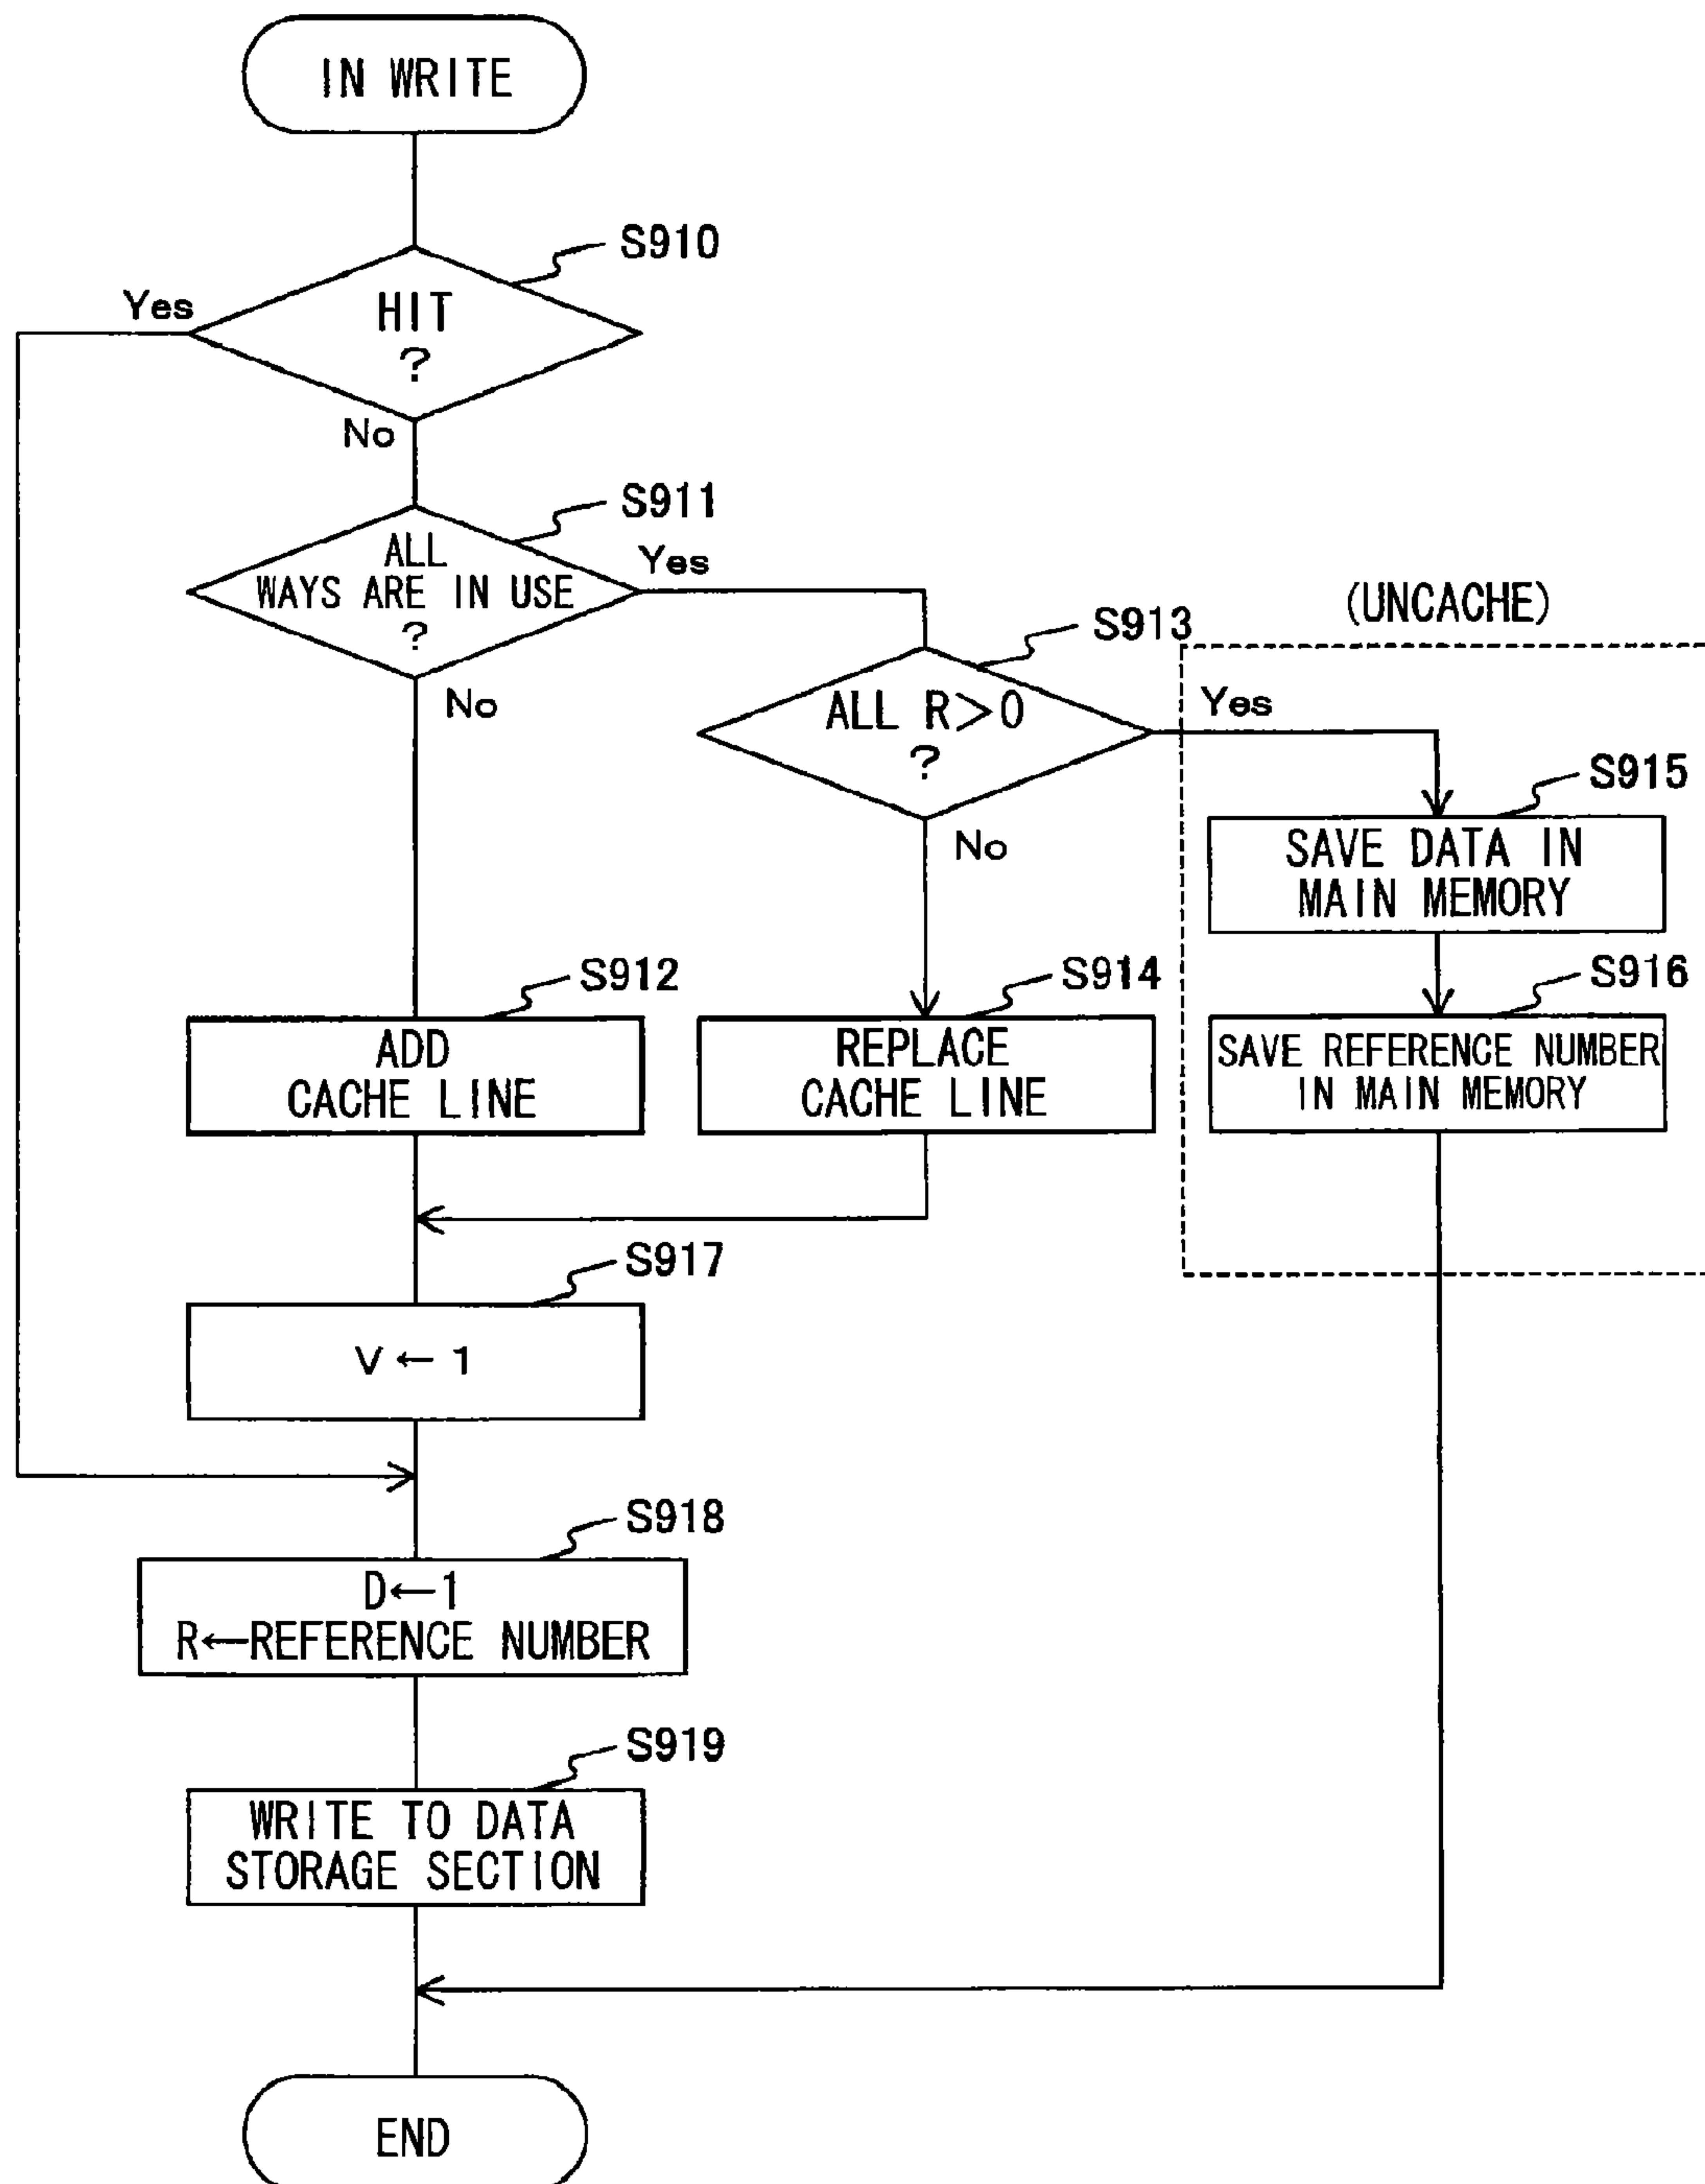 IN WRITE
S910
Yes
HIT
?
No
S911
ALL
WAYS ARE IN USE
?
Yes
No
(UNCACHE)
S913
ALL R>0
?
Yes
No
S915
SAVE DATA IN
MAIN MEMORY
S912
ADD
CACHE LINE
S914
REPLACE
CACHE LINE
S916
SAVE REFERENCE NUMBER
IN MAIN MEMORY
S917
V←1
S918
D←1
R←REFERENCE NUMBER
S919
WRITE TO DATA
STORAGE SECTION
END